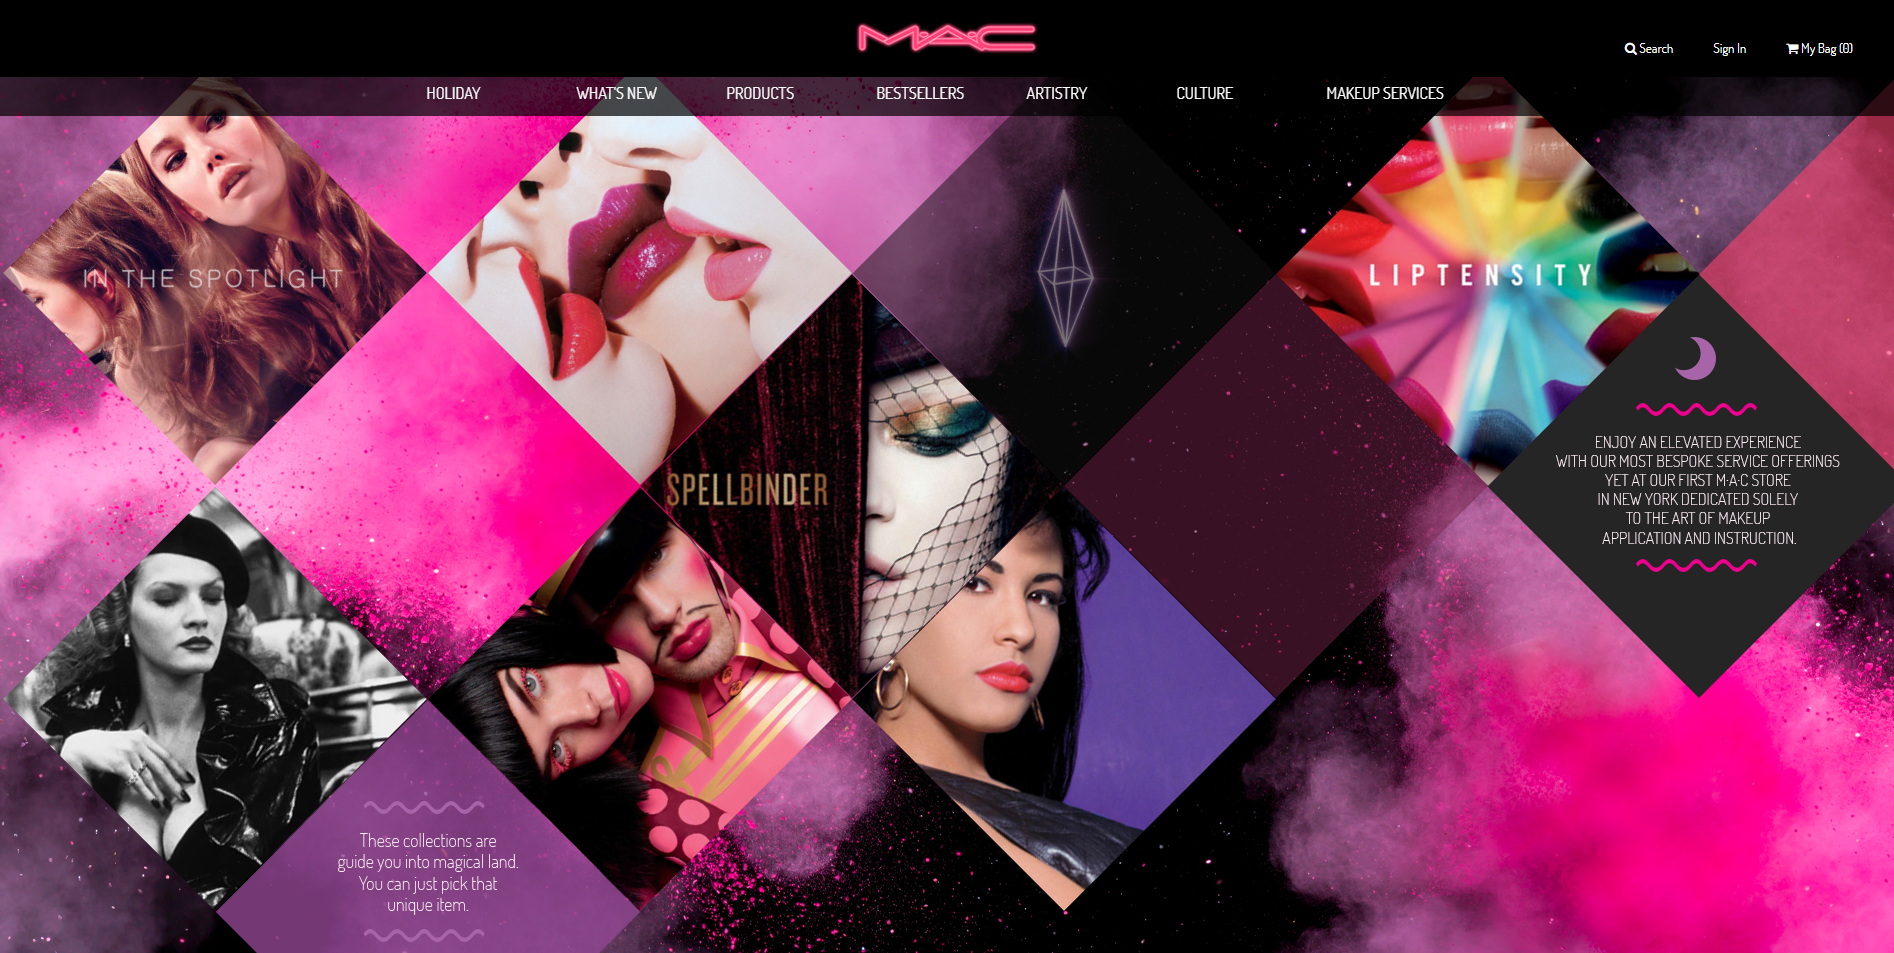 M·A·C
Search
Sign In
My Bag (0)
HOLIDAY
WHAT'S NEW
PRODUCTS
BESTSELLERS
ARTISTRY
CULTURE
MAKEUP SERVICES
IN THE SPOTLIGHT
LIPTENSITY
SPELLBINDER
ENJOY AN ELEVATED EXPERIENCE
WITH OUR MOST BESPOKE SERVICE OFFERINGS
YET AT OUR FIRST M·A·C STORE
IN NEW YORK DEDICATED SOLELY
TO THE ART OF MAKEUP
APPLICATION AND INSTRUCTION.
These collections are
guide you into magical land.
You can just pick that
unique item.